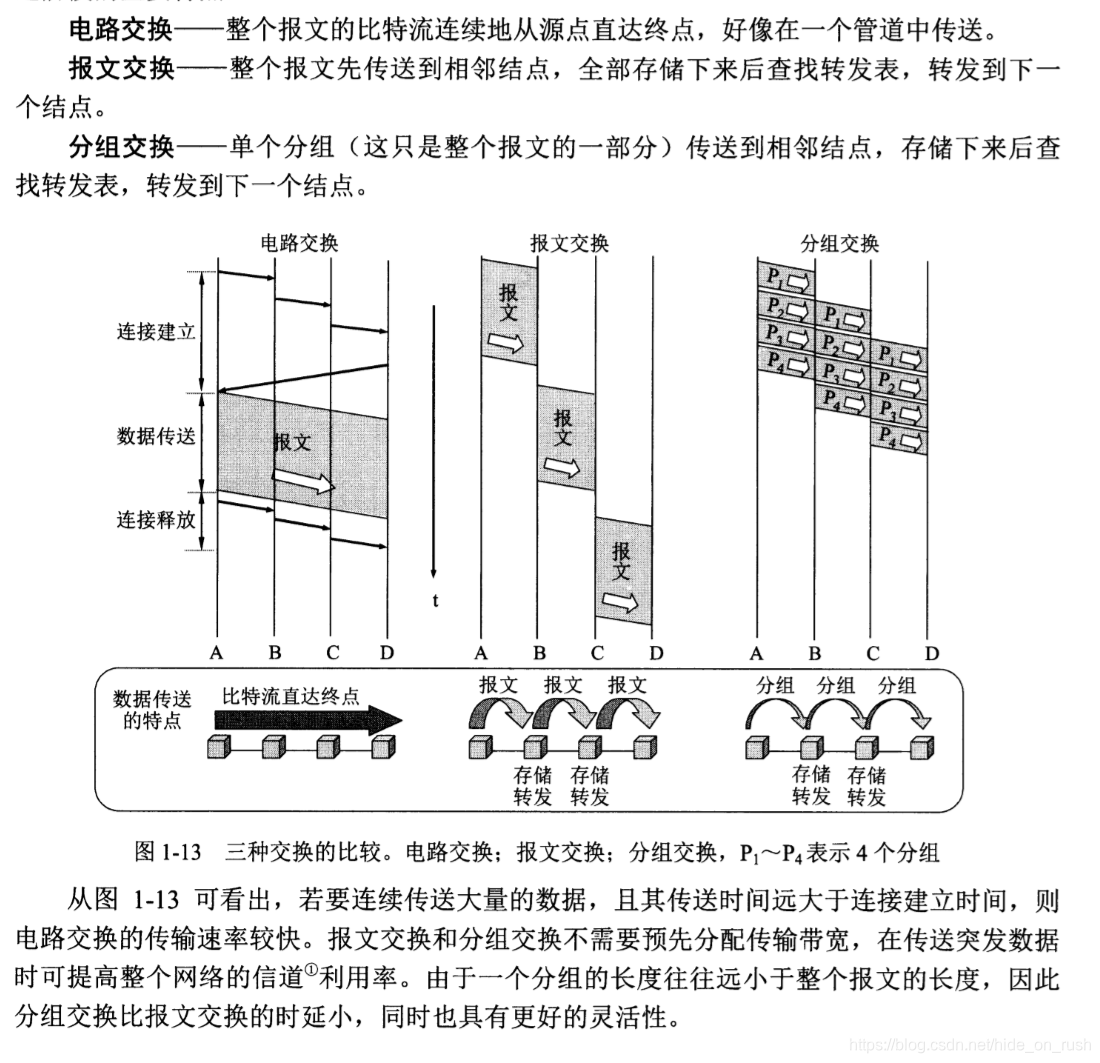 电路交换——整个报文的比特流连续地从源点直达终点，好像在一个管道中传送。
报文交换——整个报文先传送到相邻结点，全部存储下来后查找转发表，转发到下一
个结点。
分组交换——单个分组（这只是整个报文的一部分）传送到相邻结点，存储下来后查
找转发表，转发到下一个结点。
电路交换 报文交换 分组交换
连接建立
数据传送
连接释放
报文
t
报文
报文
报文
P1
P2 P1
P3 P2 P1
P4 P3 P2
P4 P3
P4
A B C D A B C D A B C D
数据传送
的特点
比特流直达终点
报文 报文 报文
存储 存储
转发 转发
分组 分组 分组
存储 存储
转发 转发
图 1-13 三种交换的比较。电路交换；报文交换；分组交换，P1～P4 表示 4 个分组
从图 1-13 可看出，若要连续传送大量的数据，且其传送时间远大于连接建立时间，则
电路交换的传输速率较快。报文交换和分组交换不需要预先分配传输带宽，在传送突发数据
时可提高整个网络的信道①利用率。由于一个分组的长度往往远小于整个报文的长度，因此
分组交换比报文交换的时延小，同时也具有更好的灵活性。
https://blog.csdn.net/hide_on_rush